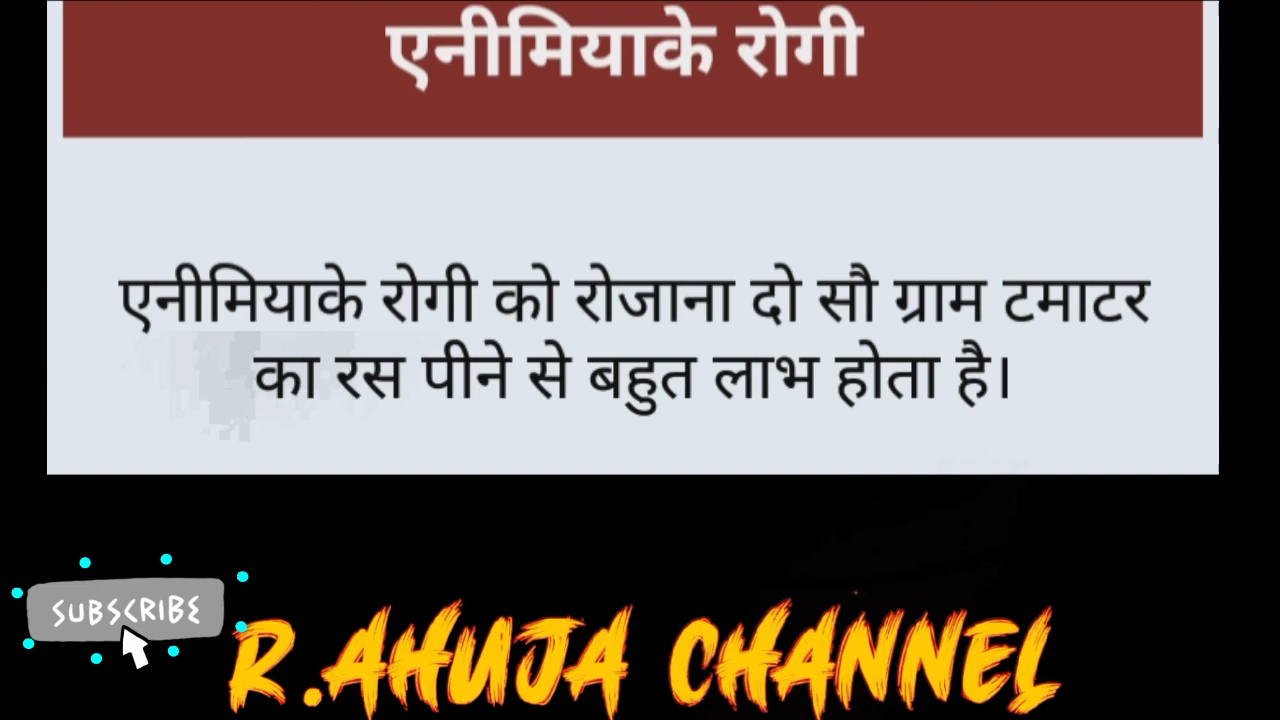 एनीमियाके रोगी
एनीमियाके रोगी को रोजाना दो सौ ग्राम टमाटर
का रस पीने से बहुत लाभ होता है।
SUBSCRIBE
R.AHUJA CHANNEL